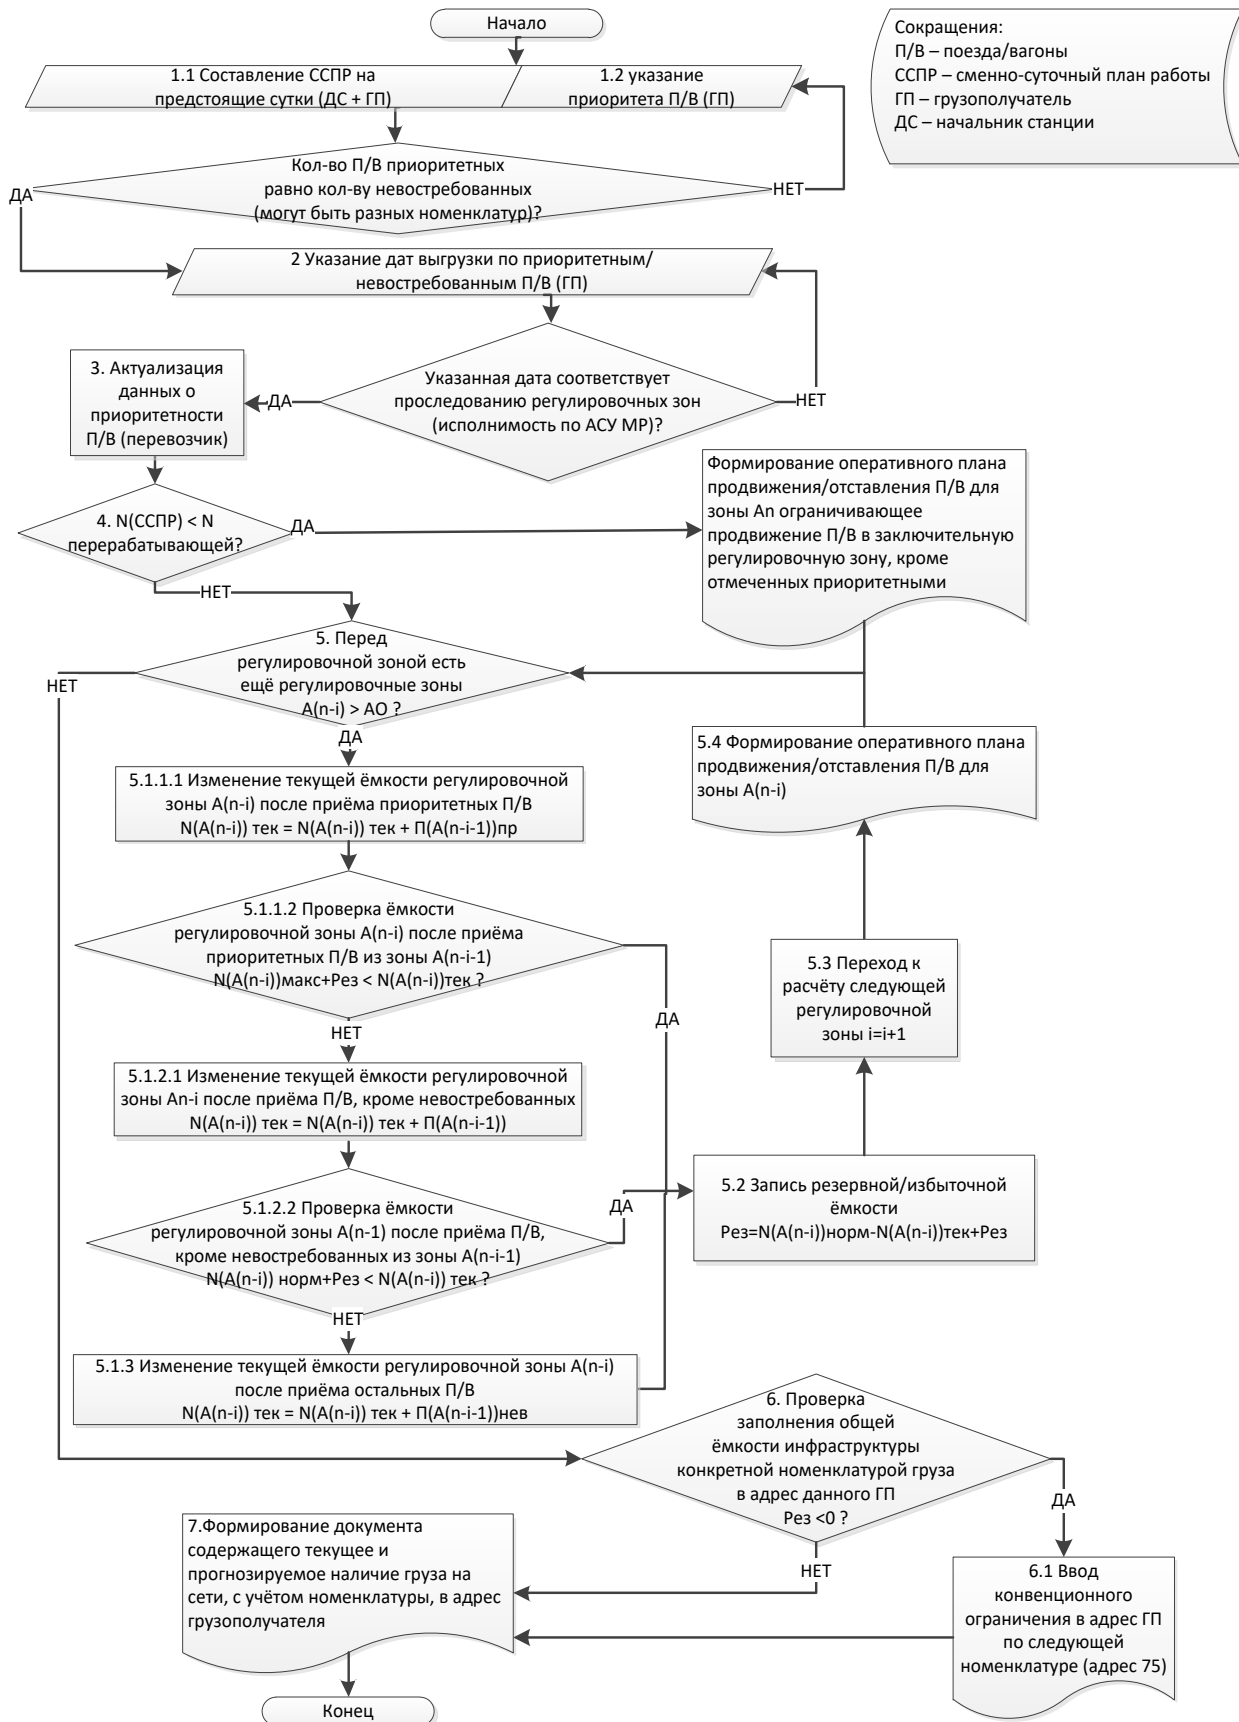 Начало
Сокращения:
П/В – поезда/вагоны
ССПР – сменно-суточный план работы
ГП – грузополучатель
ДС – начальник станции
1.1 Составление ССПР на
предстоящие сутки (ДС + ГП)
1.2 указание
приоритета П/В (ГП)
Кол-во П/В приоритетных
равно кол-ву невостребованных
(могут быть разных номенклатур)?
ДА
НЕТ
2 Указание дат выгрузки по приоритетным/
невостребованным П/В (ГП)
Указанная дата соответствует
проследованию регулировочных зон
(исполнимость по АСУ МР)?
ДА
НЕТ
3. Актуализация
данных о
приоритетности
П/В (перевозчик)
4. N(ССПР) < N
перерабатывающей?
ДА
НЕТ
Формирование оперативного плана
продвижения/отставления П/В для
зоны Аn ограничивающее
продвижение П/В в заключительную
регулировочную зону, кроме
отмеченных приоритетными
5. Перед
регулировочной зоной есть
ещё регулировочные зоны
A(n-i) > АО ?
НЕТ
ДА
5.1.1.1 Изменение текущей ёмкости регулировочной
зоны A(n-i) после приёма приоритетных П/В
N(A(n-i)) тек = N(A(n-i)) тек + П(A(n-i-1))пр
5.4 Формирование оперативного плана
продвижения/отставления П/В для
зоны A(n-i)
5.1.1.2 Проверка ёмкости
регулировочной зоны A(n-i) после приёма
приоритетных П/В из зоны A(n-i-1)
N(A(n-i))макс+Рез < N(A(n-i))тек ?
НЕТ
ДА
5.3 Переход к
расчёту следующей
регулировочной
зоны i=i+1
5.1.2.1 Изменение текущей ёмкости регулировочной
зоны An-i после приёма П/В, кроме невостребованных
N(A(n-i)) тек = N(A(n-i)) тек + П(A(n-i-1))
5.1.2.2 Проверка ёмкости
регулировочной зоны A(n-1) после приёма П/В,
кроме невостребованных из зоны A(n-i-1)
N(A(n-i)) норм+Рез < N(A(n-i)) тек ?
ДА
НЕТ
5.2 Запись резервной/избыточной
ёмкости
Рез=N(A(n-i))норм-N(A(n-i))тек+Рез
5.1.3 Изменение текущей ёмкости регулировочной зоны A(n-i)
после приёма остальных П/В
N(A(n-i)) тек = N(A(n-i)) тек + П(A(n-i-1))нев
6. Проверка
заполнения общей
ёмкости инфраструктуры
конкретной номенклатурой груза
в адрес данного ГП
Рез <0 ?
ДА
НЕТ
7.Формирование документа
содержащего текущее и
прогнозируемое наличие груза на
сети, с учётом номенклатуры, в адрес
грузополучателя
6.1 Ввод
конвенционного
ограничения в адрес ГП
по следующей
номенклатуре (адрес 75)
Конец